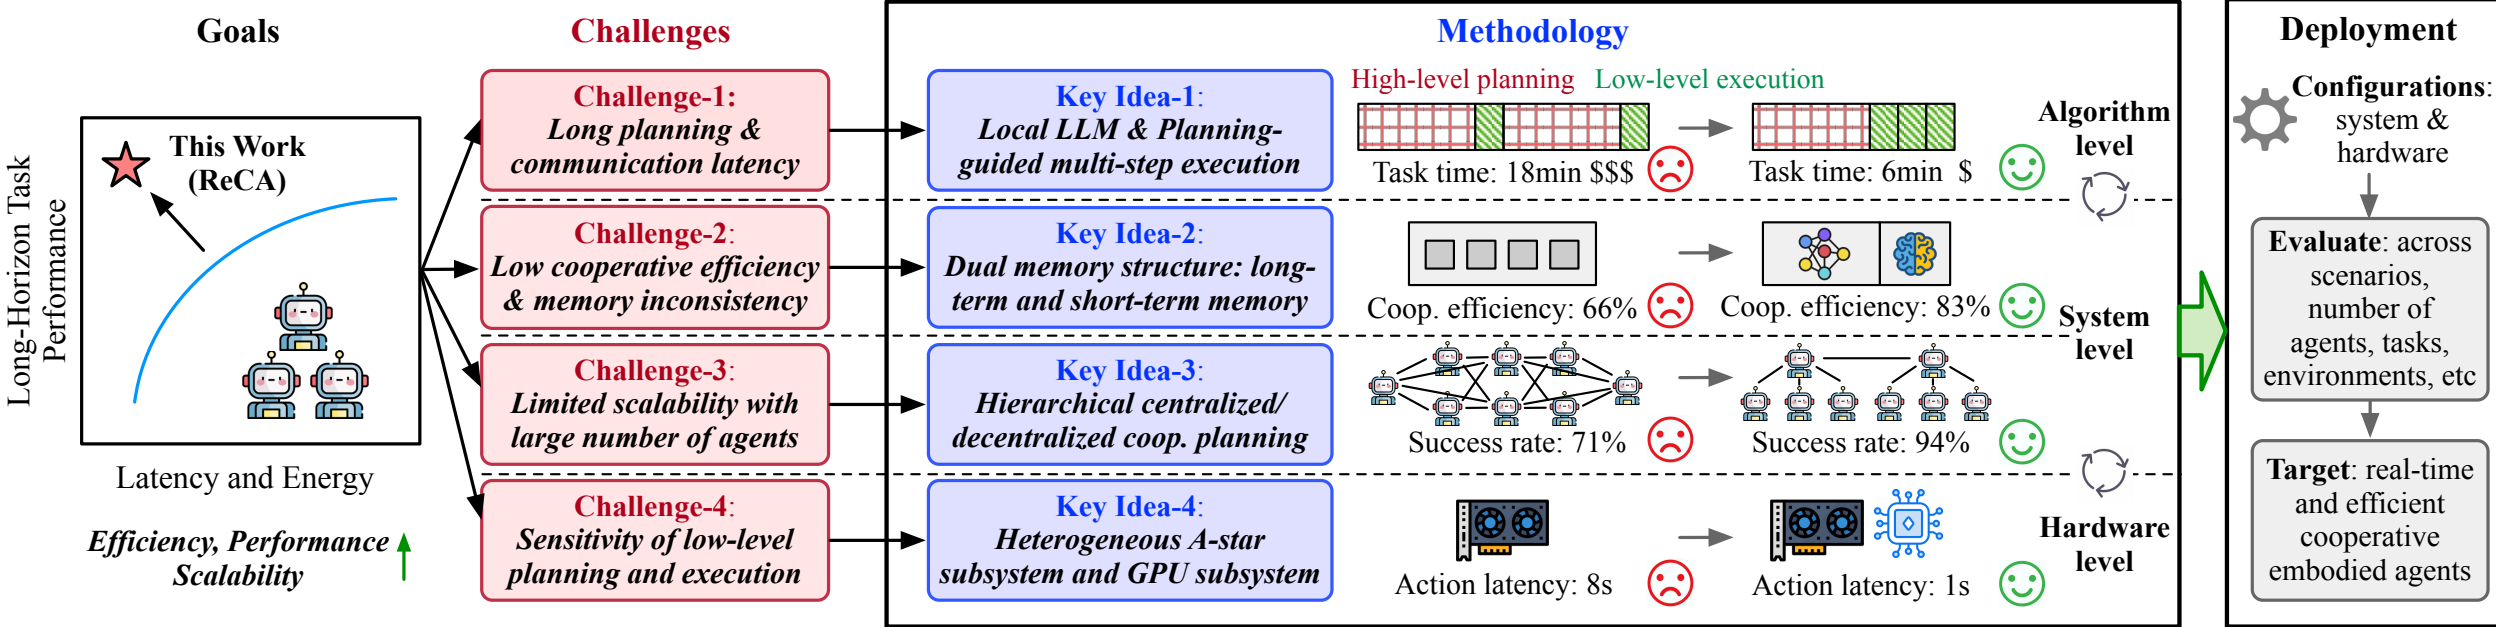 Goals
Long-Horizon Task
Performance
This Work
(ReCA)
Latency and Energy
Efficiency, Performance
Scalability
Challenges
Challenge-1:
Long planning &
communication latency
Challenge-2:
Low cooperative efficiency
& memory inconsistency
Challenge-3:
Limited scalability with
large number of agents
Challenge-4:
Sensitivity of low-level
planning and execution
Methodology
Key Idea-1:
Local LLM & Planning-
guided multi-step execution
High-level planning
Low-level execution
Task time: 18min $$$
Task time: 6min $
Algorithm
level
Key Idea-2:
Dual memory structure: long-
term and short-term memory
Coop. efficiency: 66%
Coop. efficiency: 83%
System
level
Key Idea-3:
Hierarchical centralized/
decentralized coop. planning
Success rate: 71%
Success rate: 94%
Key Idea-4:
Heterogeneous A-star
subsystem and GPU subsystem
Action latency: 8s
Action latency: 1s
Hardware
level
Deployment
Configurations:
system &
hardware
Evaluate: across
scenarios,
number of
agents, tasks,
environments, etc
Target: real-time
and efficient
cooperative
embodied agents